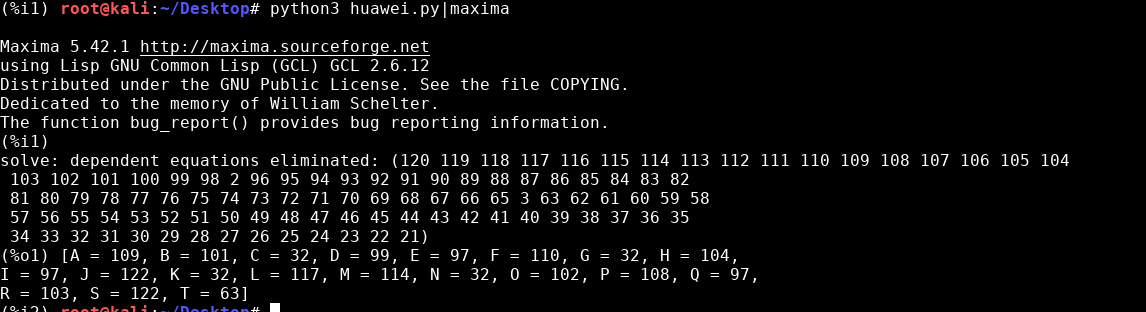 (%i1) root@kali:~/Desktop# python3 huawei.py|maxima
Maxima 5.42.1 http://maxima.sourceforge.net
using Lisp GNU Common Lisp (GCL) GCL 2.6.12
Distributed under the GNU Public License. See the file COPYING.
Dedicated to the memory of William Schelter.
The function bug_report() provides bug reporting information.
(%i1)
solve: dependent equations eliminated: (120 119 118 117 116 115 114 113 112 111 110 109 108 107 106 105 104
103 102 101 100 99 98 2 96 95 94 93 92 91 90 89 88 87 86 85 84 83 82
81 80 79 78 77 76 75 74 73 72 71 70 69 68 67 66 65 3 63 62 61 60 59 58
57 56 55 54 53 52 51 50 49 48 47 46 45 44 43 42 41 40 39 38 37 36 35
34 33 32 31 30 29 28 27 26 25 24 23 22 21)
(%o1) [A = 109, B = 101, C = 32, D = 99, E = 97, F = 110, G = 32, H = 104,
I = 97, J = 122, K = 32, L = 117, M = 114, N = 32, O = 102, P = 108, Q = 97,
R = 103, S = 122, T = 63]
(%i2) root@kali:~/Desktop#